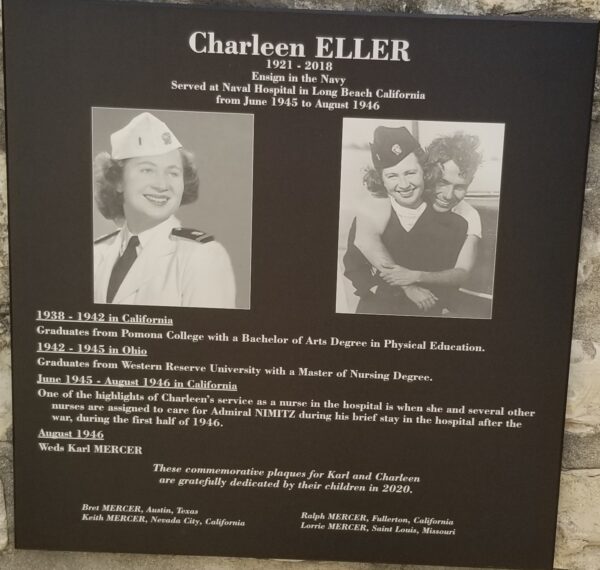 Charleen ELLER
1921 - 2018
Ensign in the Navy
Served at Naval Hospital in Long Beach California
from June 1945 to August 1946
1938 - 1942 in California
Graduates from Pomona College with a Bachelor of Arts Degree in Physical Education.
1942 - 1945 in Ohio
Graduates from Western Reserve University with a Master of Nursing Degree.
June 1945 - August 1946 in California
One of the highlights of Charleen's service as a nurse in the hospital is when she and several other
nurses are assigned to care for Admiral NIMITZ during his brief stay in the hospital after the
war, during the first half of 1946.
August 1946
Weds Karl MERCER
These commemorative plaques for Karl and Charleen
are gratefully dedicated by their children in 2020.
Bret MERCER, Austin, Texas
Keith MERCER, Nevada City, California
Ralph MERCER, Fullerton, California
Lorrie MERCER, Saint Louis, Missouri